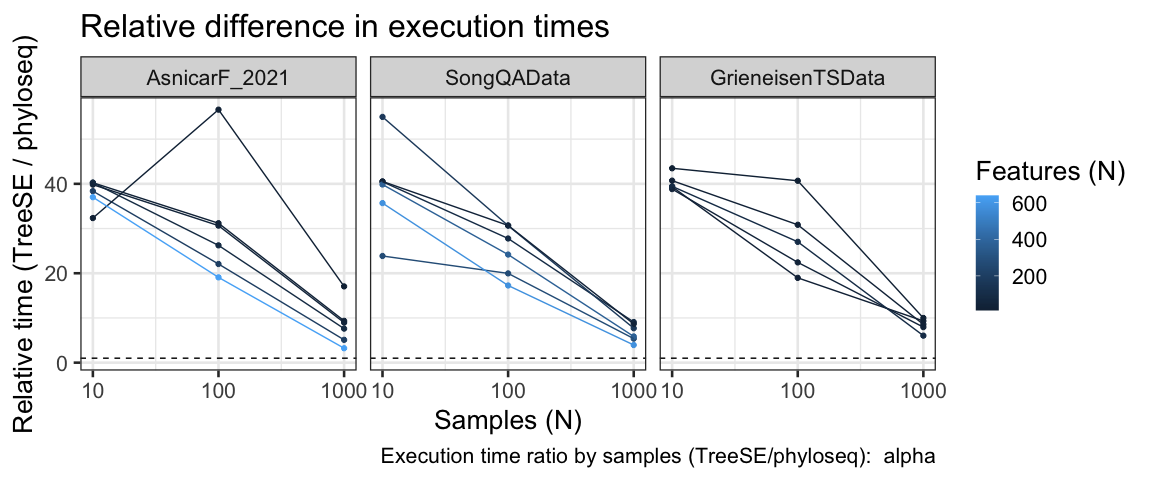 Relative difference in execution times
AsnicarF_2021
SongQAData
GrieneisenTSData
Relative time (TreeSE / phyloseq)
40
20
0
10 100 1000
10 100 1000
10 100 1000
Samples (N)
Features (N)
600
400
200
Execution time ratio by samples (TreeSE/phyloseq):  alpha